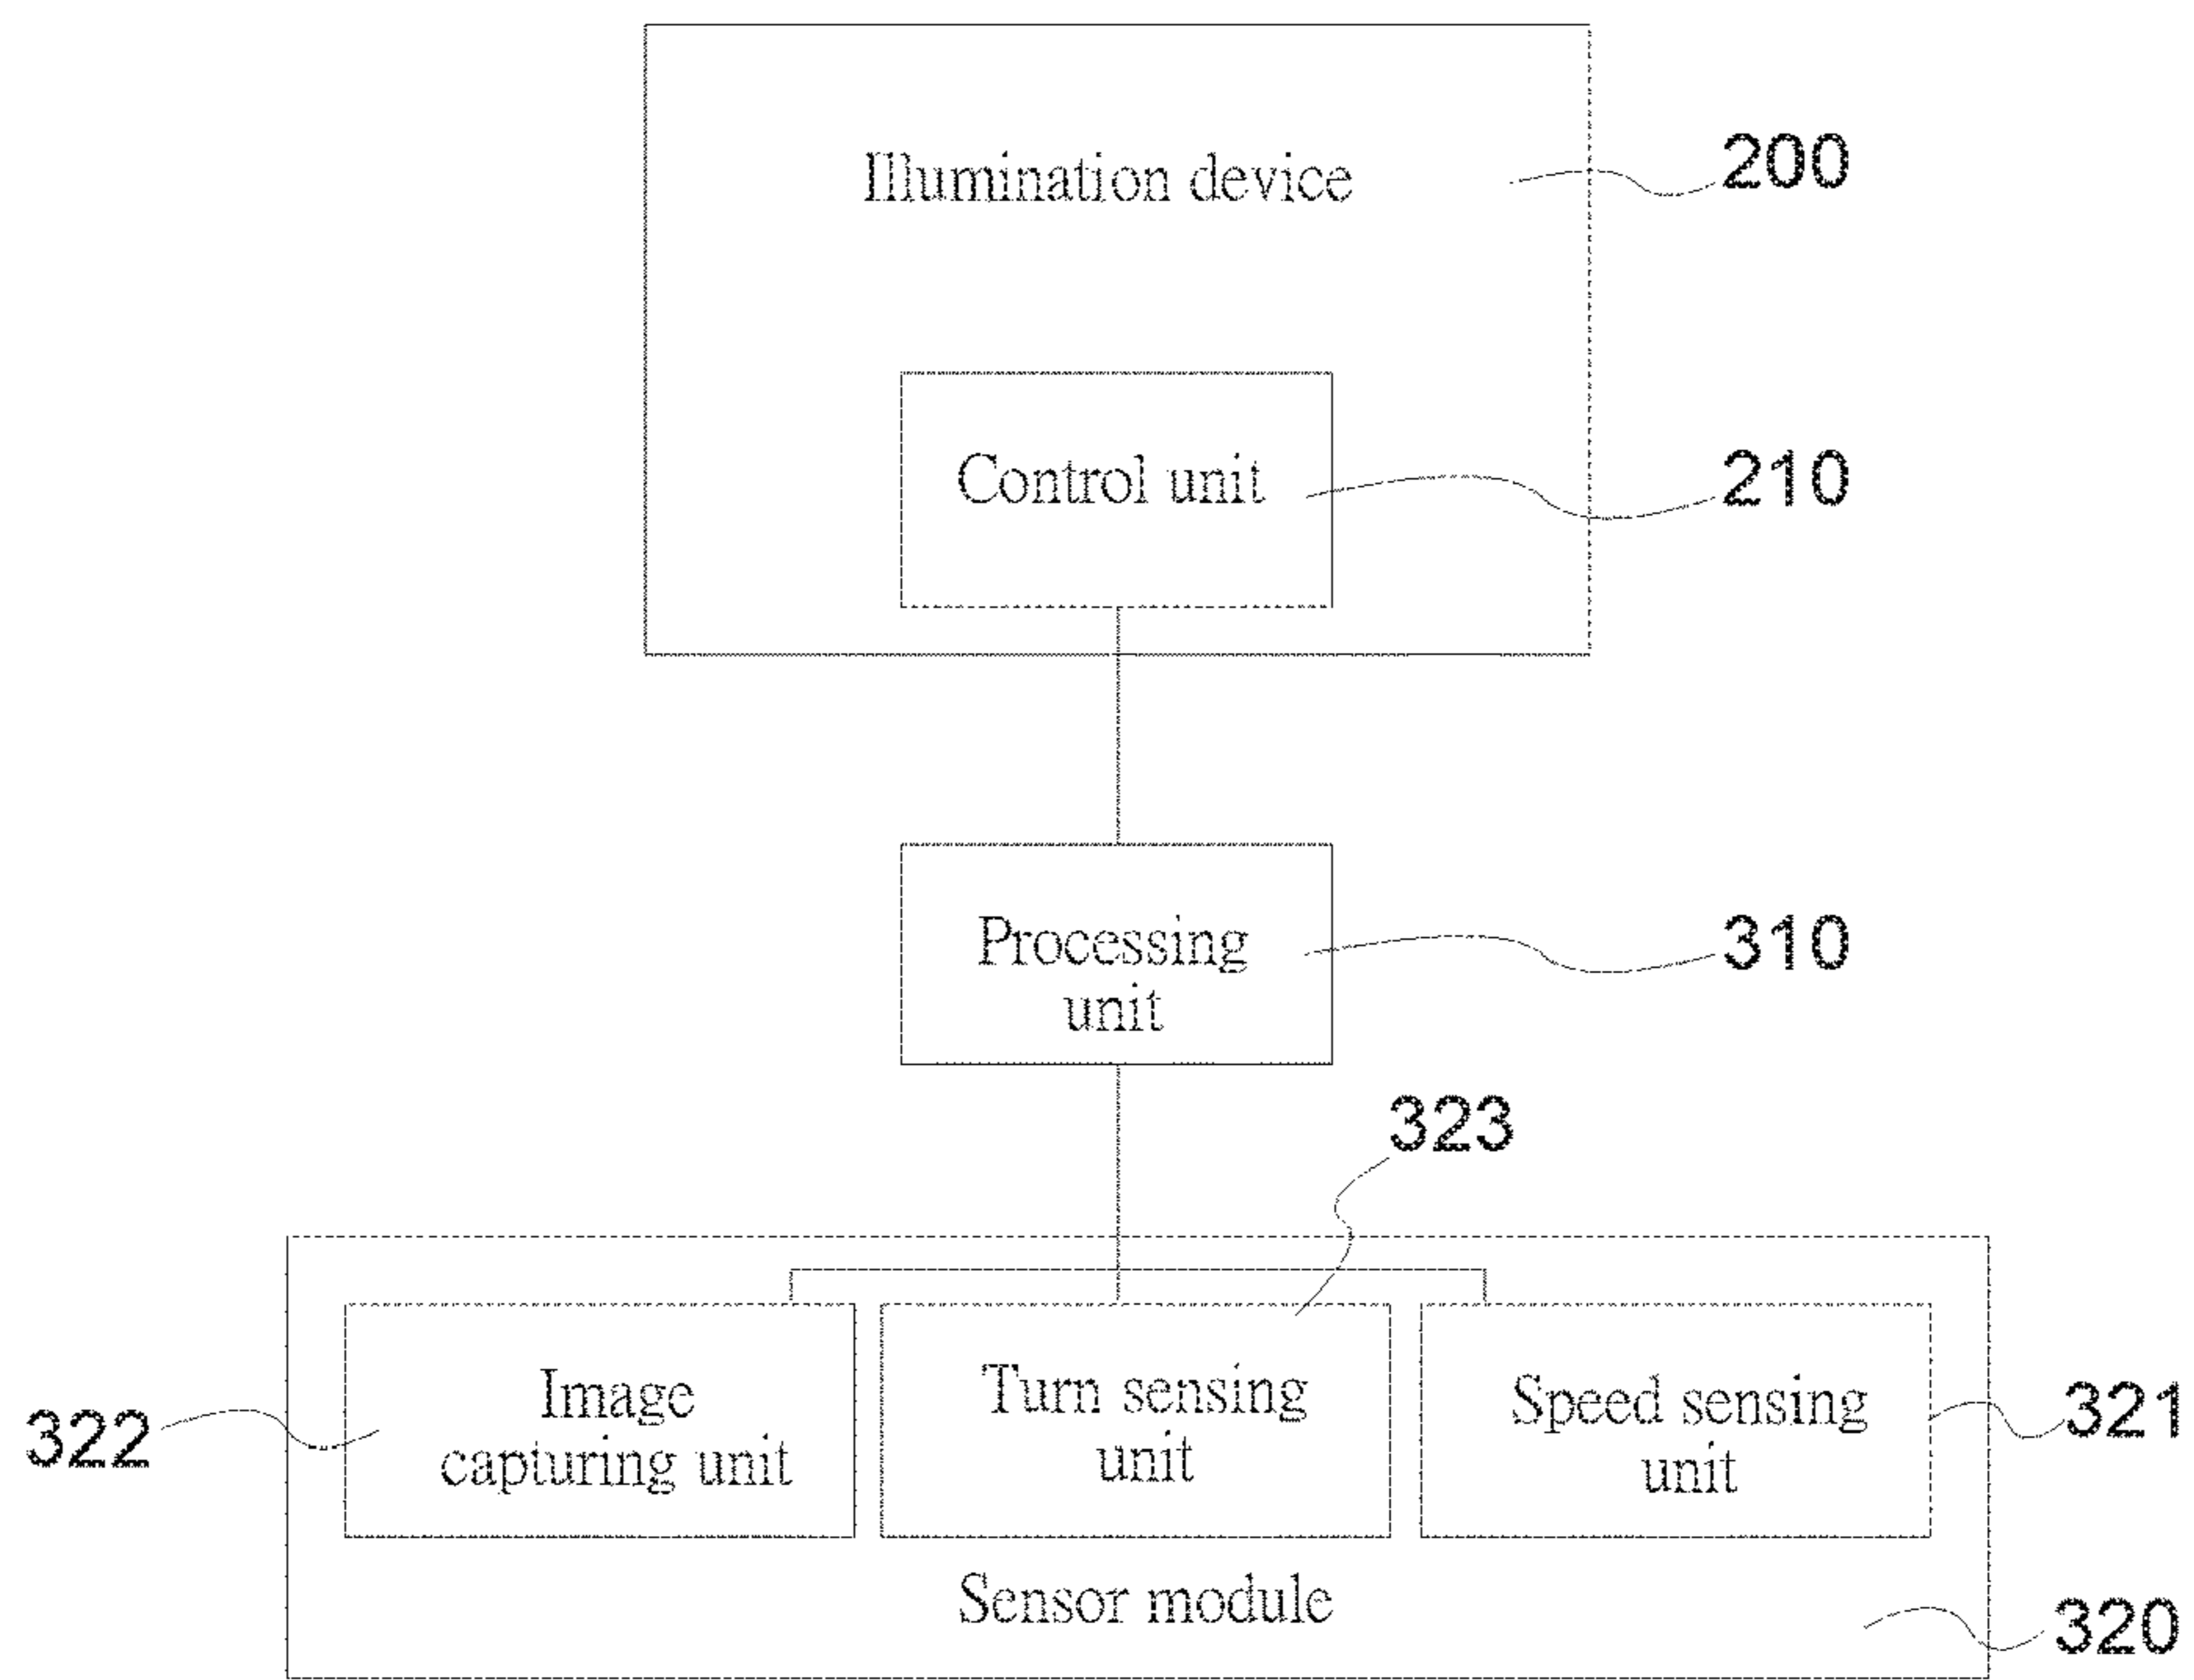 Illumination device
200
Control unit
210
Processing
unit
310
323
322
Image
capturing unit
Turn sensing
unit
Speed sensing
unit
321
Sensor module
320